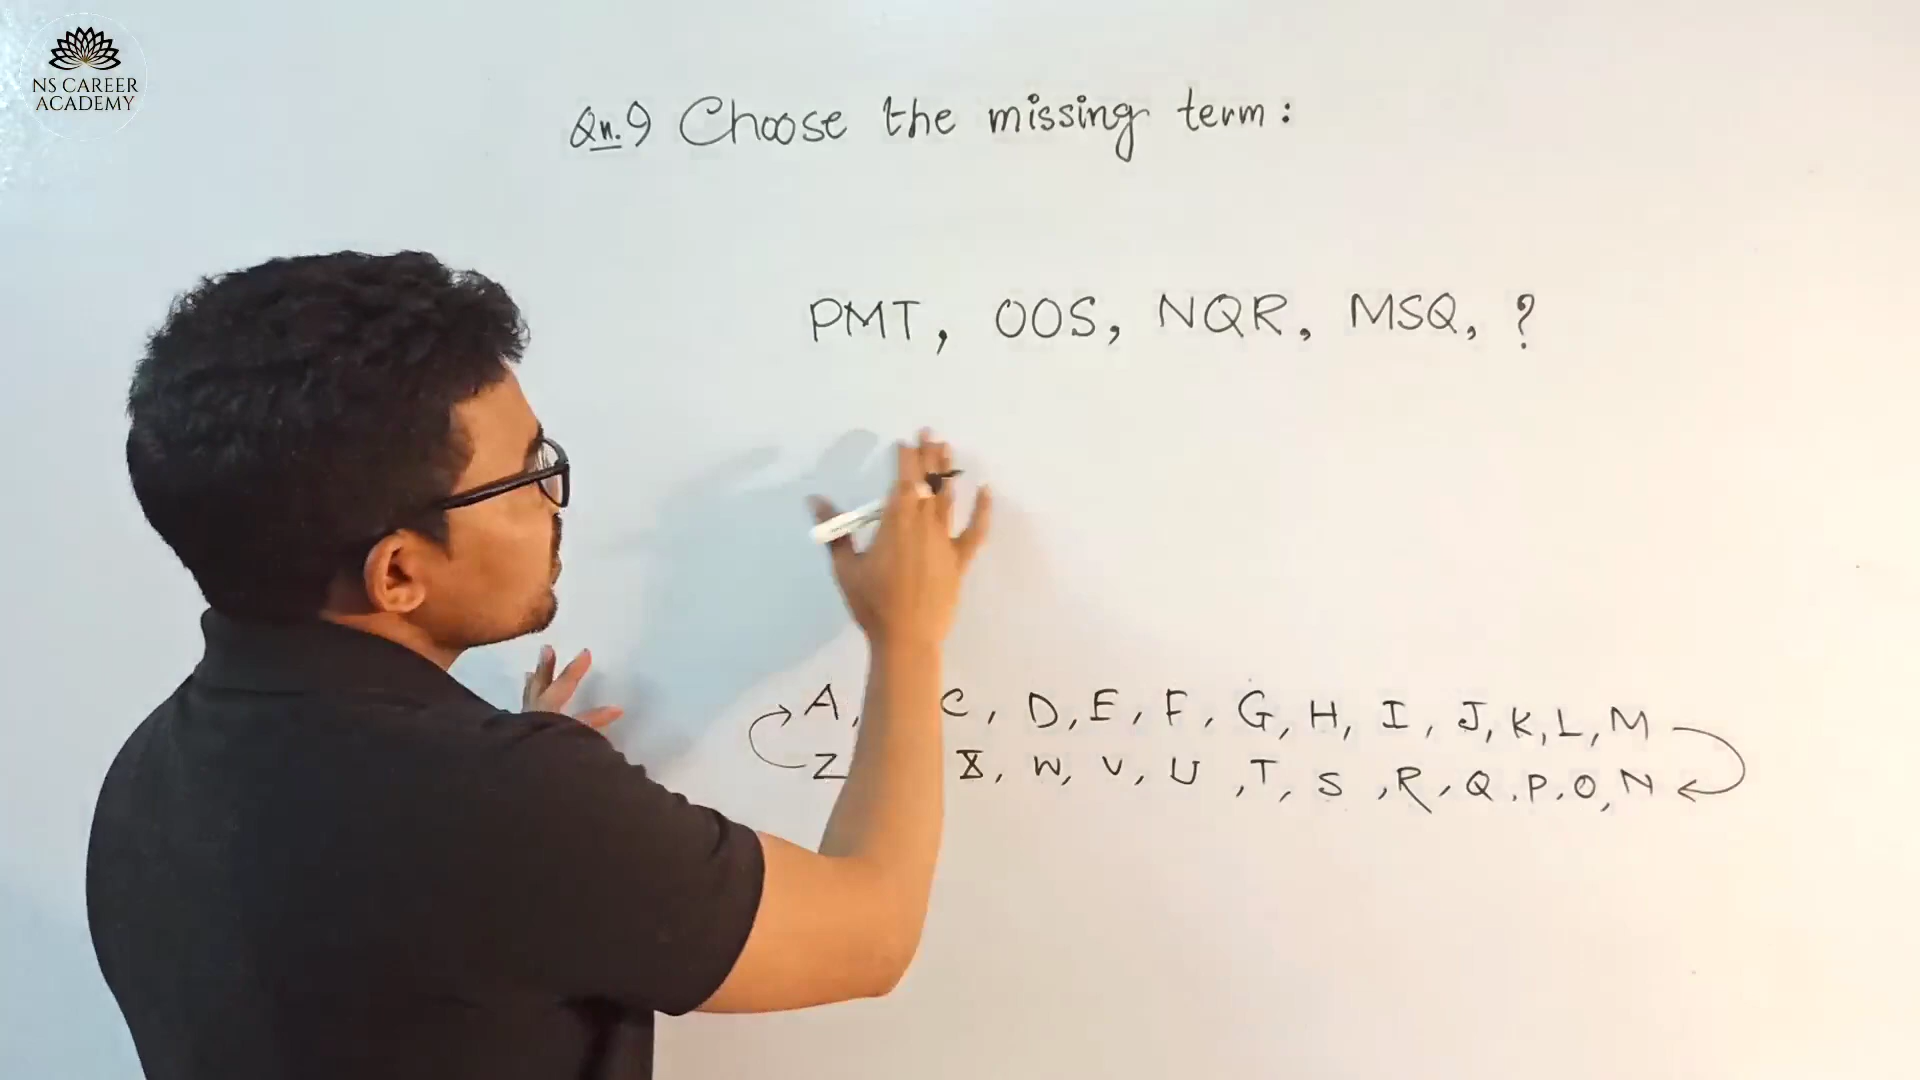 NS CAREER
ACADEMY
Qn.9 Choose the missing term:
PMT, OOS, NQR, MSQ, ?
A, C, D, E, F, G, H, I, J, K, L, M
Z X, W, V, U, T, S, R, Q, P, O, N